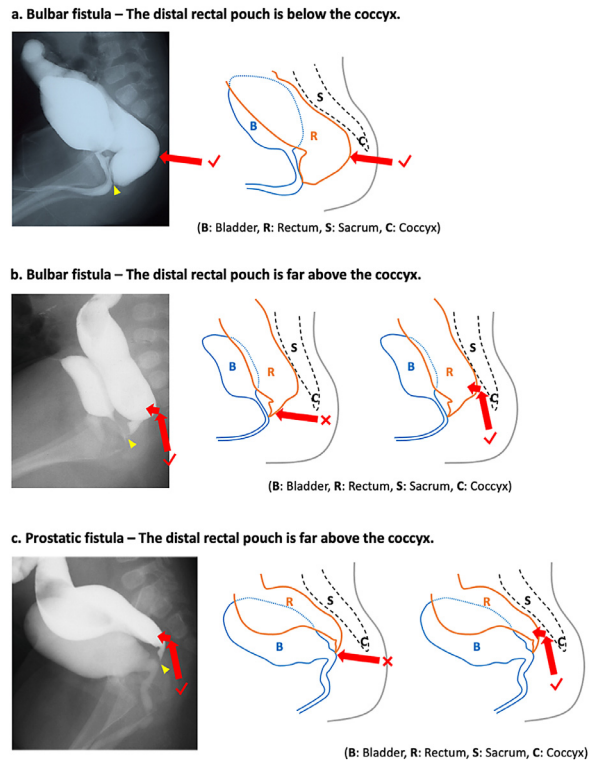 a. Bulbar fistula – The distal rectal pouch is below the coccyx.
B
R
S
C
(B: Bladder, R: Rectum, S: Sacrum, C: Coccyx)
b. Bulbar fistula – The distal rectal pouch is far above the coccyx.
B
R
S
C
B
R
S
C
(B: Bladder, R: Rectum, S: Sacrum, C: Coccyx)
c. Prostatic fistula – The distal rectal pouch is far above the coccyx.
R
S
B
C
R
S
B
C
(B: Bladder, R: Rectum, S: Sacrum, C: Coccyx)